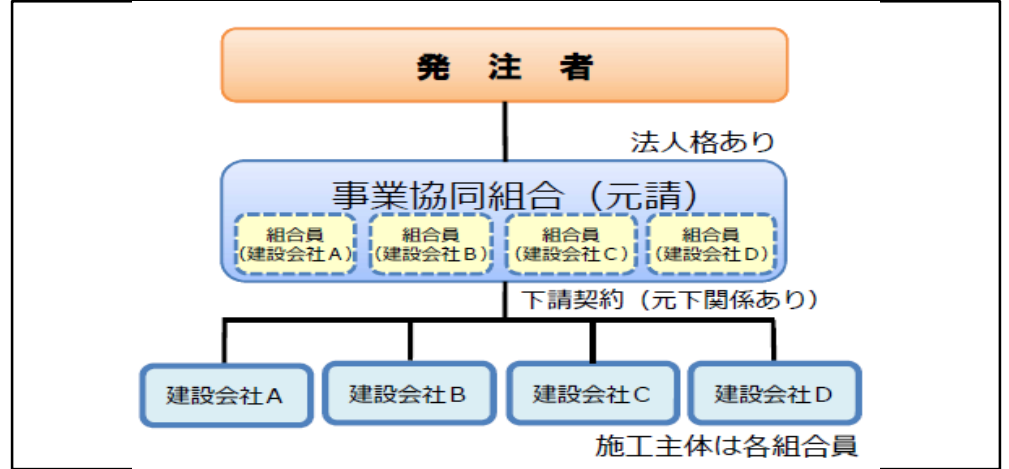 発 注 者
法人格あり
事業協同組合（元請）
組合員
（建設会社A）
組合員
（建設会社B）
組合員
（建設会社C）
組合員
（建設会社D）
下請契約（元下関係あり）
建設会社A
建設会社B
建設会社C
建設会社D
施工主体は各組合員